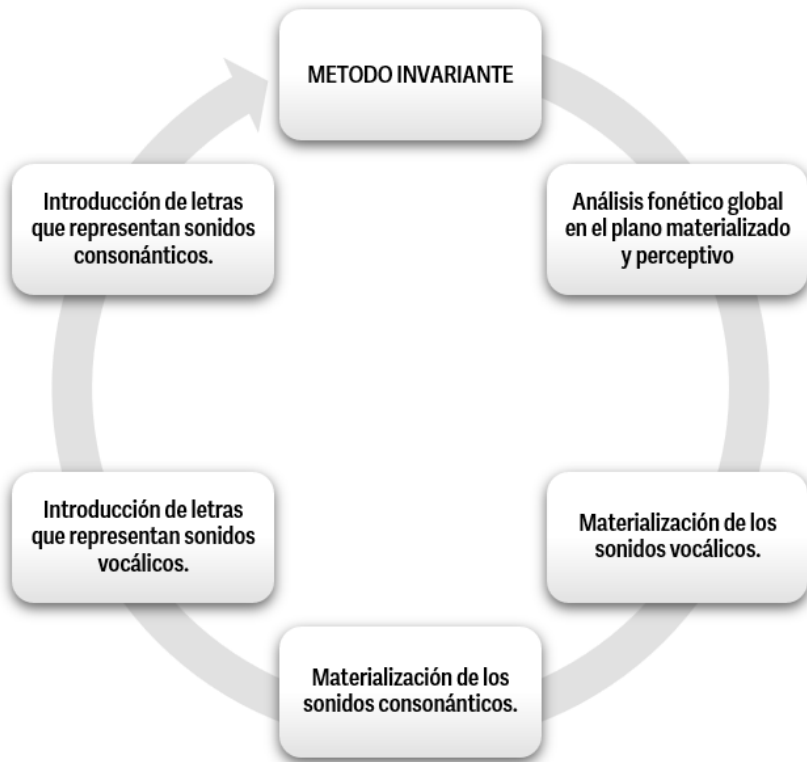 METODO INVARIANTE
Análisis fonético global
en el plano materializado
y perceptivo
Materialización de los
sonidos vocálicos.
Materialización de los
sonidos consonánticos.
Introducción de letras
que representan sonidos
vocálicos.
Introducción de letras
que representan sonidos
consonánticos.